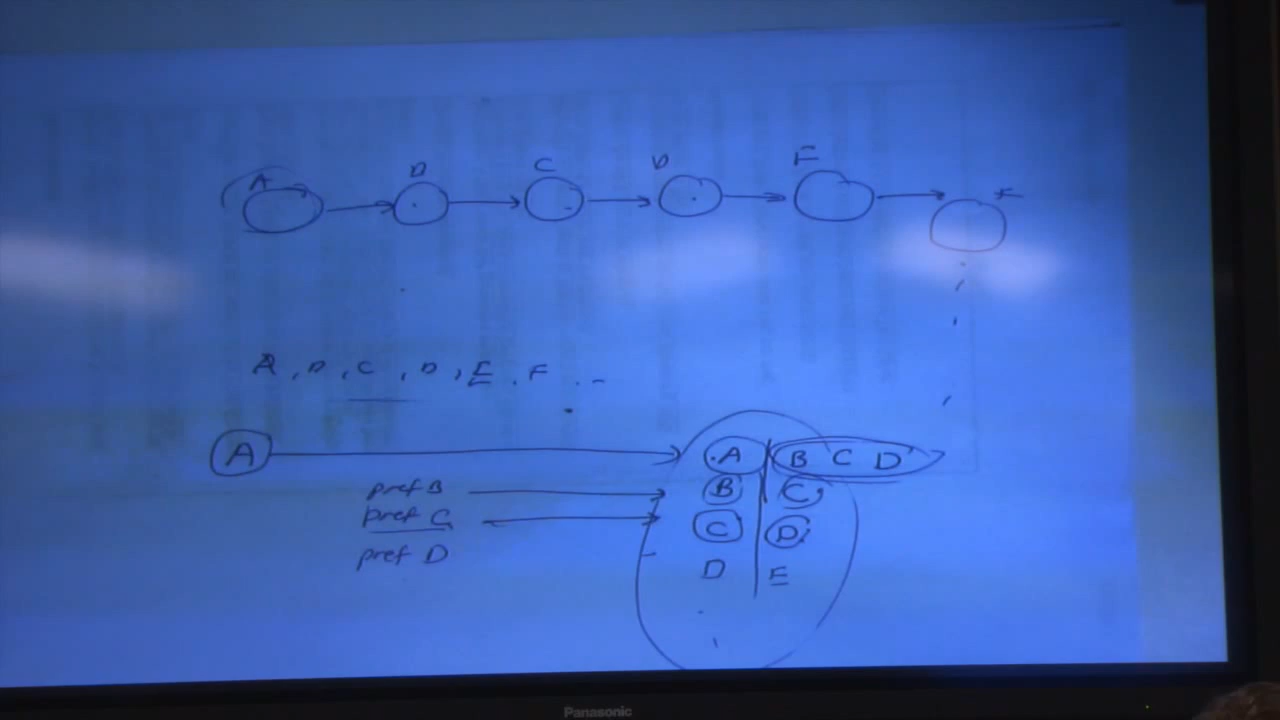 A D C D F F
A , D , C , D , E , F . . –
A .A B C D
pref B B C
pref C C D
pref D D E
Panasonic